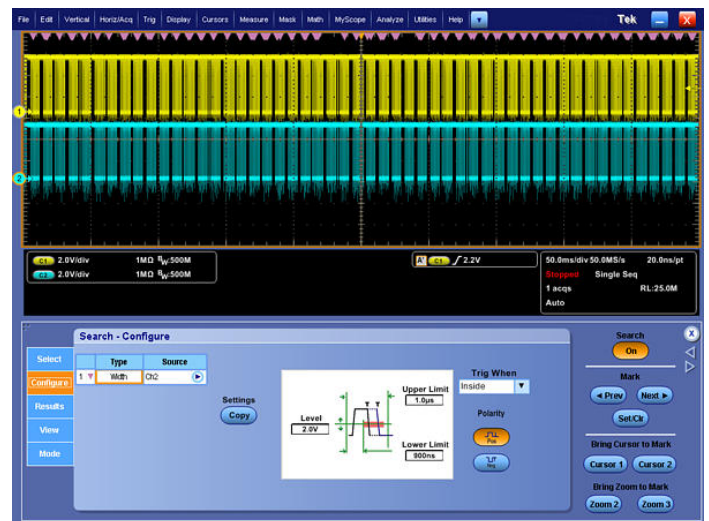 File Edit Vertical Horiz/Acq Trig Display Cursors Measure Mask Math MyScope Analyze Utilities Help Tek X
1
2
C1 2.0V/div 1MΩ BW:500M
C2 2.0V/div 1MΩ BW:500M
A' C1 2.2V
50.0ms/div 50.0MS/s 20.0ns/pt
Stopped Single Seq
1 acqs RL:25.0M
Auto
Search - Configure
Select
Configure
Results
View
Mode
Type Source
1 Width Ch2
Settings
Copy
Level
2.0V
Upper Limit
1.0µs
Lower Limit
900ns
Trig When
Inside
Polarity
Pos
Neg
Search
On
X
Mark
Prev Next
Set/Clr
Bring Cursor to Mark
Cursor 1 Cursor 2
Bring Zoom to Mark
Zoom 2 Zoom 3